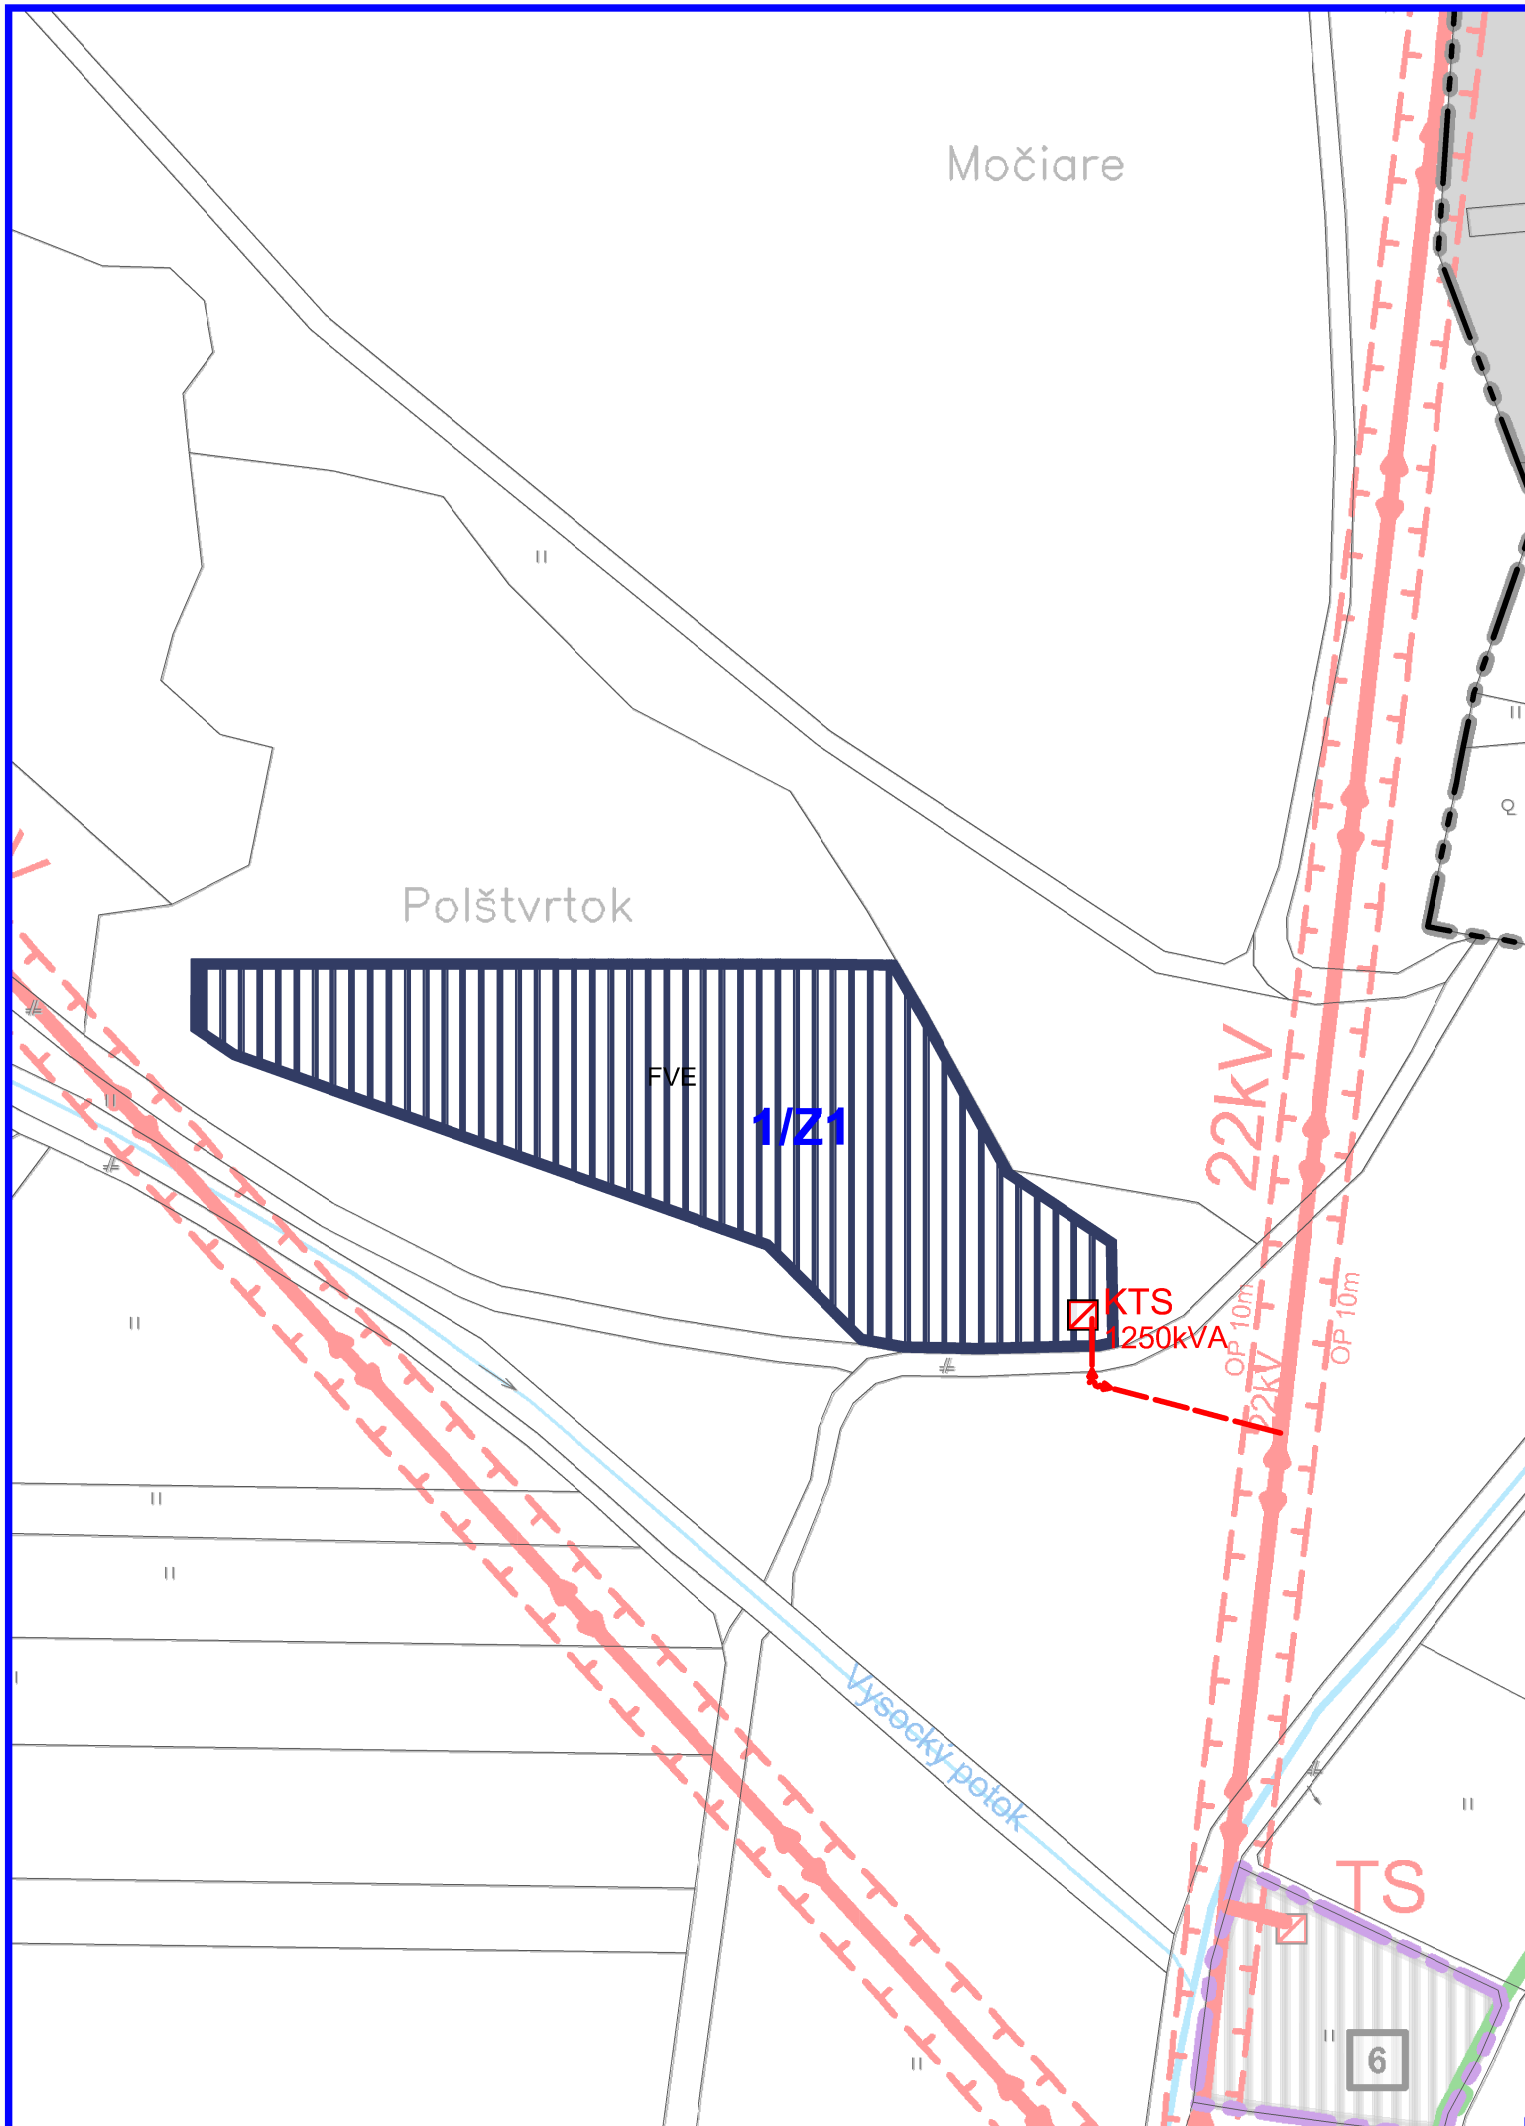 Močiare
Polštvrtok
FVE
1/Z1
22kV
KTS
1250kVA
OP 10m
22kV
OP 10m
Vysocký potok
TS
6